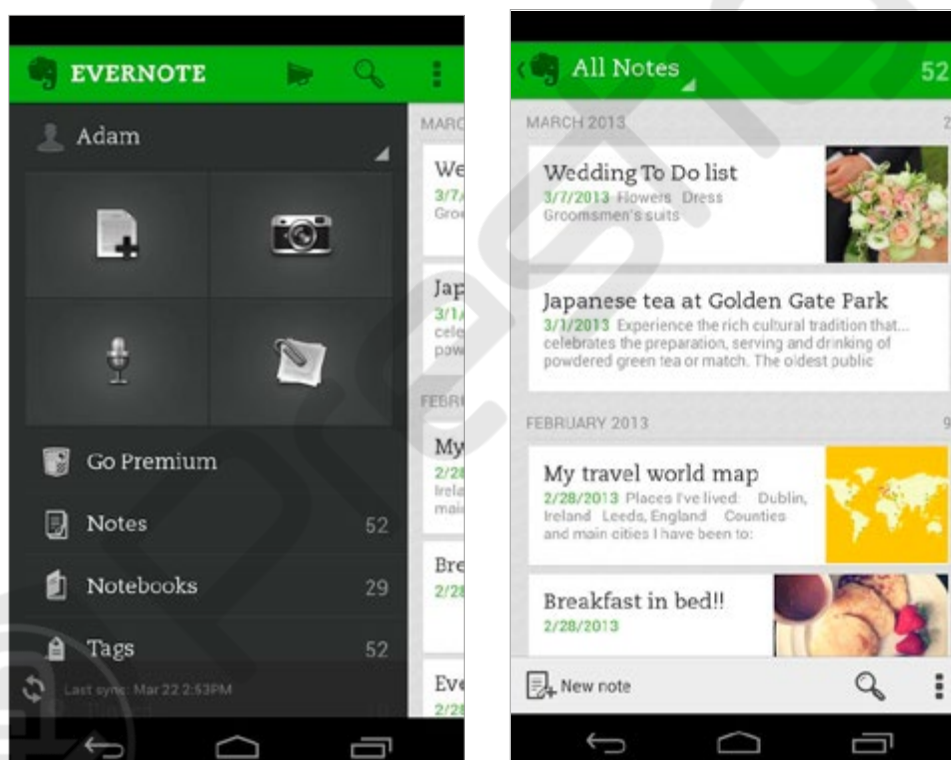 EVERNOTE
Adam
Go Premium
Notes 52
Notebooks 29
Tags 52
Last sync: Mar 22 2:53PM
MARC
We
3/7/
Groo
Jap
3/1/
cele
pow
FEBRU
My
2/28
Irela
main
Bre
2/28
Eve
2/28
All Notes 52
MARCH 2013 2
Wedding To Do list
3/7/2013 Flowers Dress
Groomsmen's suits
Japanese tea at Golden Gate Park
3/1/2013 Experience the rich cultural tradition that...
celebrates the preparation, serving and drinking of
powdered green tea or match. The oldest public
FEBRUARY 2013 9
My travel world map
2/28/2013 Places I've lived: Dublin,
Ireland Leeds, England Counties
and main cities I have been to:
Breakfast in bed!!
2/28/2013
New note